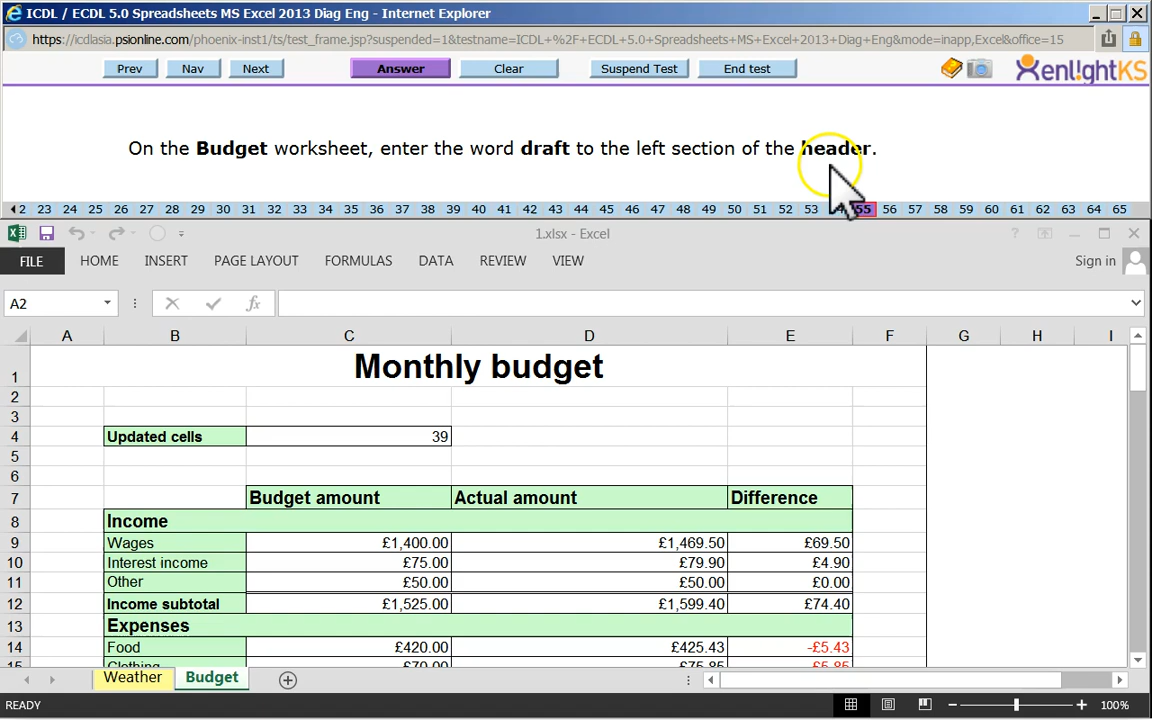 ICDL / ECDL 5.0 Spreadsheets MS Excel 2013 Diag Eng - Internet Explorer
https://icdlasia.psionline.com/phoenix-inst1/ts/test_frame.jsp?suspended=1&testname=ICDL+%2F+ECDL+5.0+Spreadsheets+MS+Excel+2013+Diag+Eng&mode=inapp,Excel&office=15
Prev Nav Next Answer Clear Suspend Test End test enlightKS
On the Budget worksheet, enter the word draft to the left section of the header.
2 23 24 25 26 27 28 29 30 31 32 33 34 35 36 37 38 39 40 41 42 43 44 45 46 47 48 49 50 51 52 53 55 56 57 58 59 60 61 62 63 64 65
1.xlsx - Excel
FILE HOME INSERT PAGE LAYOUT FORMULAS DATA REVIEW VIEW Sign in
A2 fx
A B C D E F G H I
1 Monthly budget
2
3
4 Updated cells 39
5
6
7 Budget amount Actual amount Difference
8 Income
9 Wages £1,400.00 £1,469.50 £69.50
10 Interest income £75.00 £79.90 £4.90
11 Other £50.00 £50.00 £0.00
12 Income subtotal £1,525.00 £1,599.40 £74.40
13 Expenses
14 Food £420.00 £425.43 -£5.43
15 Clothing £70.00 £75.85 -£5.85
Weather Budget
READY 100%